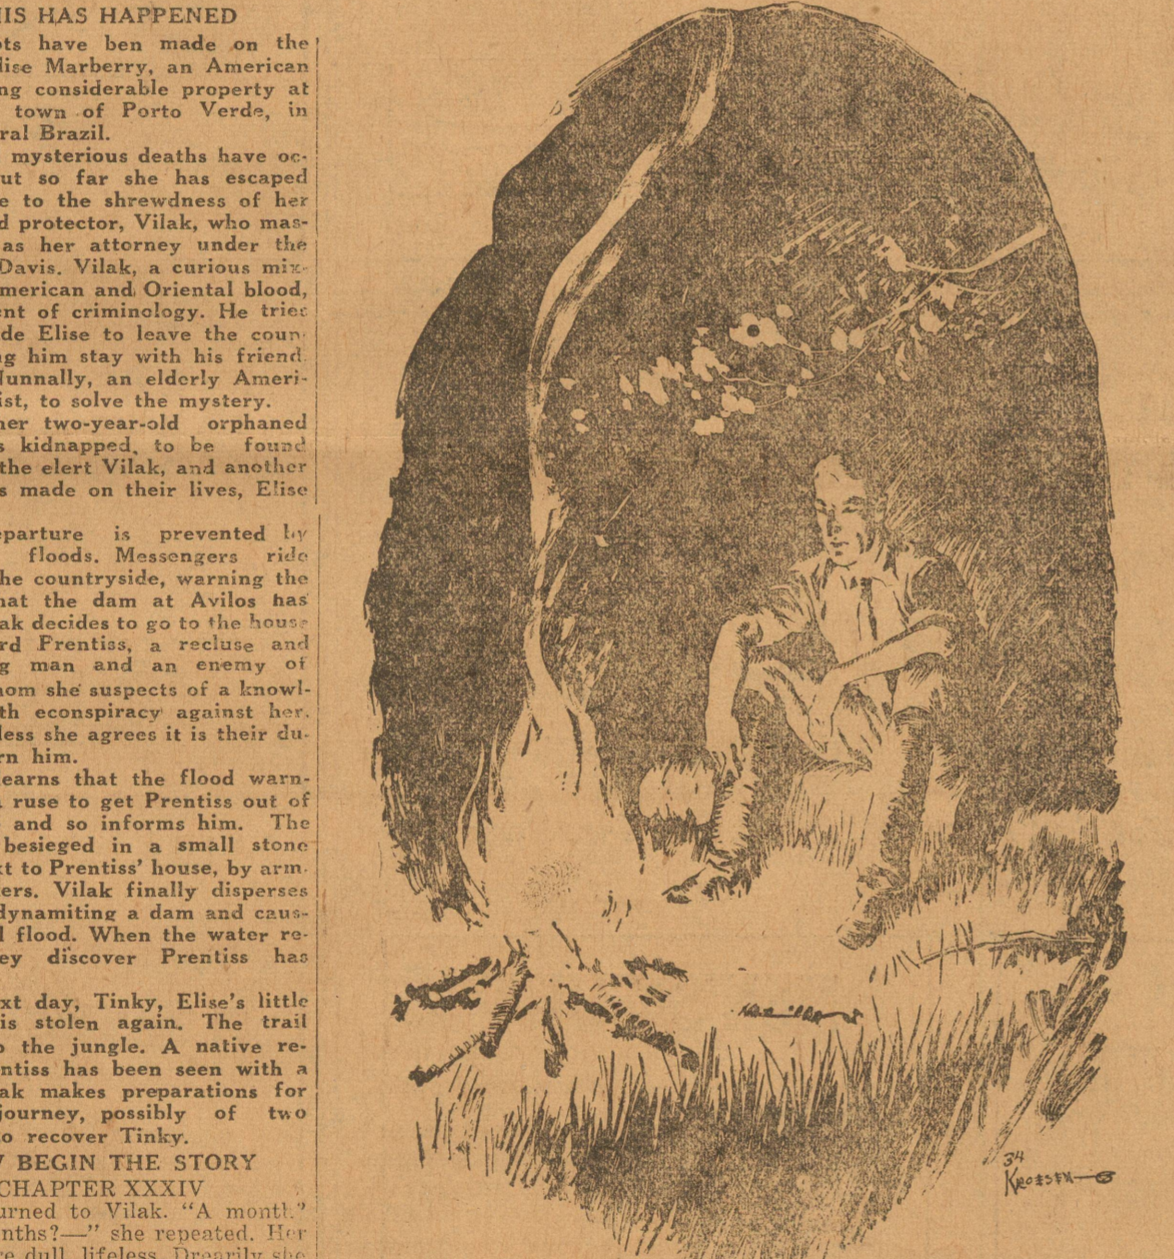 IS HAS HAPPENED
ts have ben made on the
lise Marberry, an American
ng considerable property at
town of Porto Verde, in
ral Brazil.
mysterious deaths have oc-
ut so far she has escaped
e to the shrewdness of her
d protector, Vilak, who mas-
as her attorney under the
Davis. Vilak, a curious mix-
merican and Oriental blood,
nt of criminology. He tries
de Elise to leave the coun-
ng him stay with his friend
Nunnally, an elderly Ameri-
ist, to solve the mystery.
her two-year-old orphaned
s kidnapped, to be found
the elert Vilak, and another
s made on their lives, Elise
eparture is prevented by
floods. Messengers ride
he countryside, warning the
hat the dam at Avilos has
ak decides to go to the house
rd Prentiss, a recluse and
g man and an enemy of
hom she suspects of a knowl-
th econspiracy against her.
less she agrees it is their du-
rn him.
earns that the flood warn-
a ruse to get Prentiss out of
and so informs him. The
besieged in a small stone
xt to Prentiss' house, by arm-
ers. Vilak finally disperses
dynamiting a dam and caus-
l flood. When the water re-
ey discover Prentiss has
xt day, Tinky, Elise's little
is stolen again. The trail
o the jungle. A native re-
entiss has been seen with a
ak makes preparations for
journey, possibly of two
o recover Tinky.
BEGIN THE STORY
CHAPTER XXXIV
urned to Vilak. "A month?
nths?—" she repeated. Her
re dull, lifeless. Drearily she
34
KROESEN